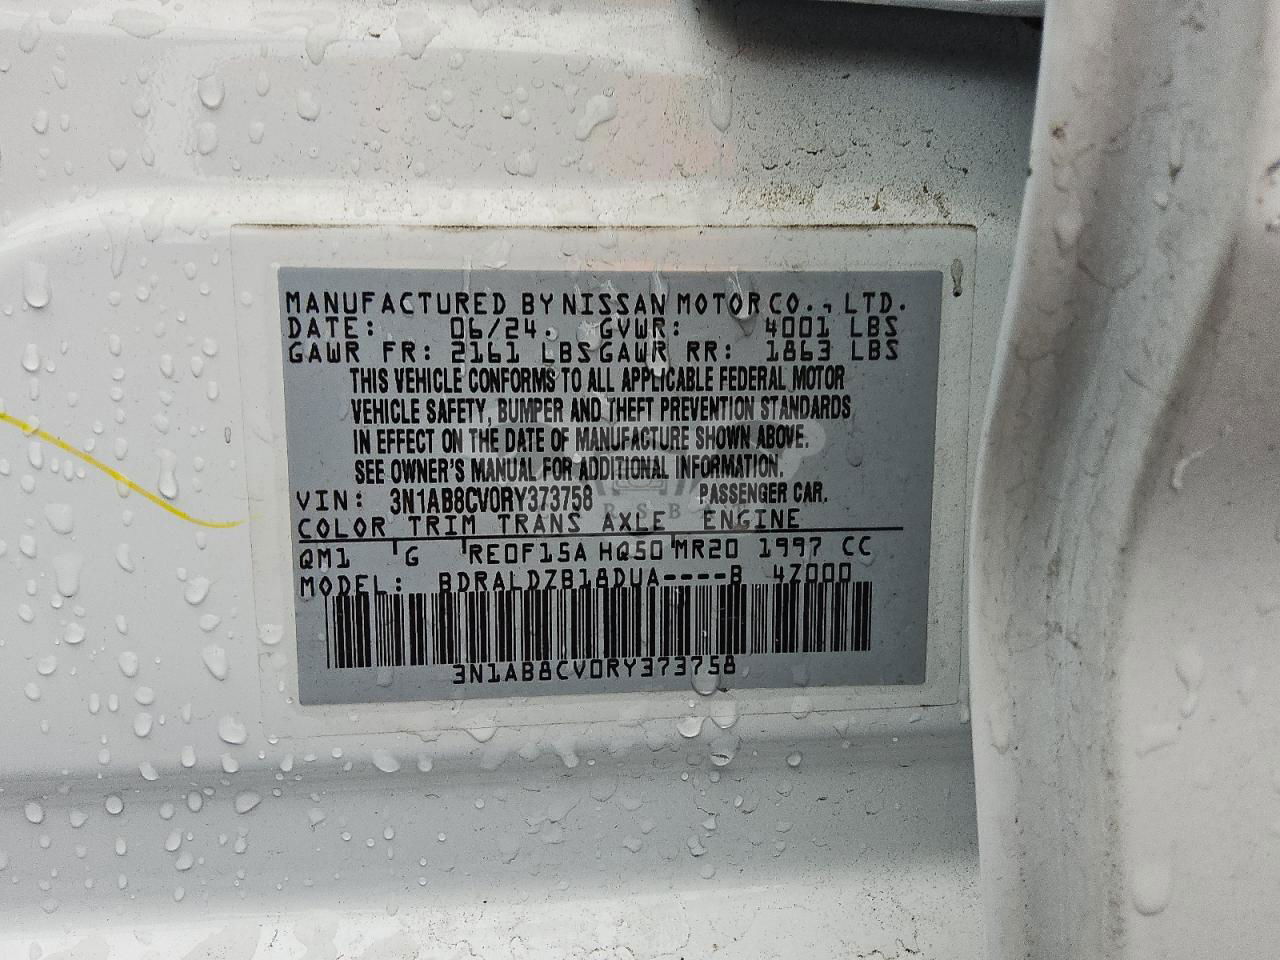 MANUFACTURED BY NISSAN MOTOR CO., LTD.
DATE: 06/24. GVWR: 4001 LBS
GAWR FR: 2161 LBS GAWR RR: 1863 LBS
THIS VEHICLE CONFORMS TO ALL APPLICABLE FEDERAL MOTOR
VEHICLE SAFETY, BUMPER AND THEFT PREVENTION STANDARDS
IN EFFECT ON THE DATE OF MANUFACTURE SHOWN ABOVE.
SEE OWNER'S MANUAL FOR ADDITIONAL INFORMATION.
VIN: 3N1AB8CV0RY373758 PASSENGER CAR.
COLOR TRIM TRANS AXLE ENGINE
QM1 G RE0F15A HQ50 MR20 1997 CC
MODEL: BDRALDZB18DUA----B 4Z000
3N1AB8CV0RY373758